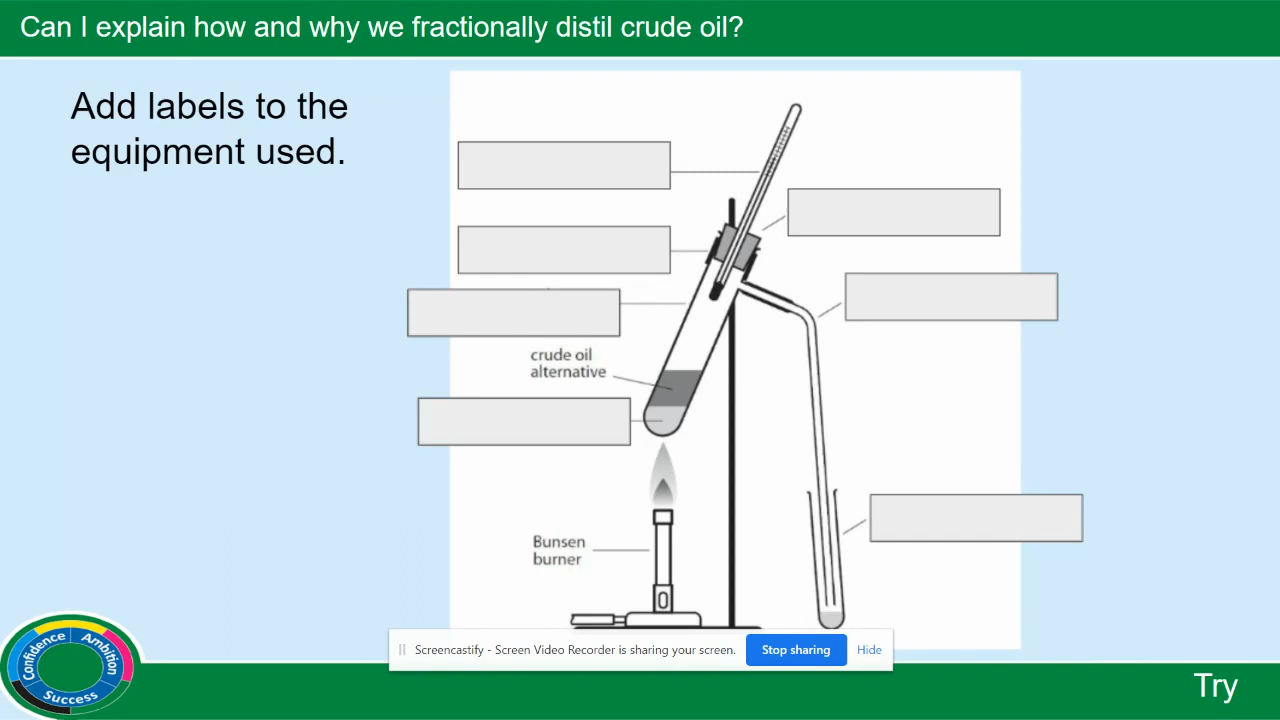 Can I explain how and why we fractionally distil crude oil?
Add labels to the
equipment used.
crude oil
alternative
Bunsen
burner
Screencastify - Screen Video Recorder is sharing your screen.
Stop sharing
Hide
Confidence
Ambition
Success
Try